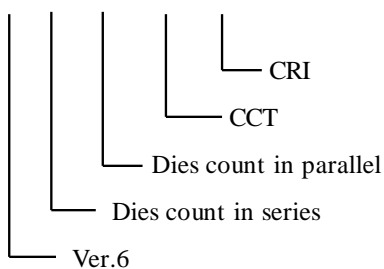 CRI
CCT
Dies count in parallel
Dies count in series
Ver.6